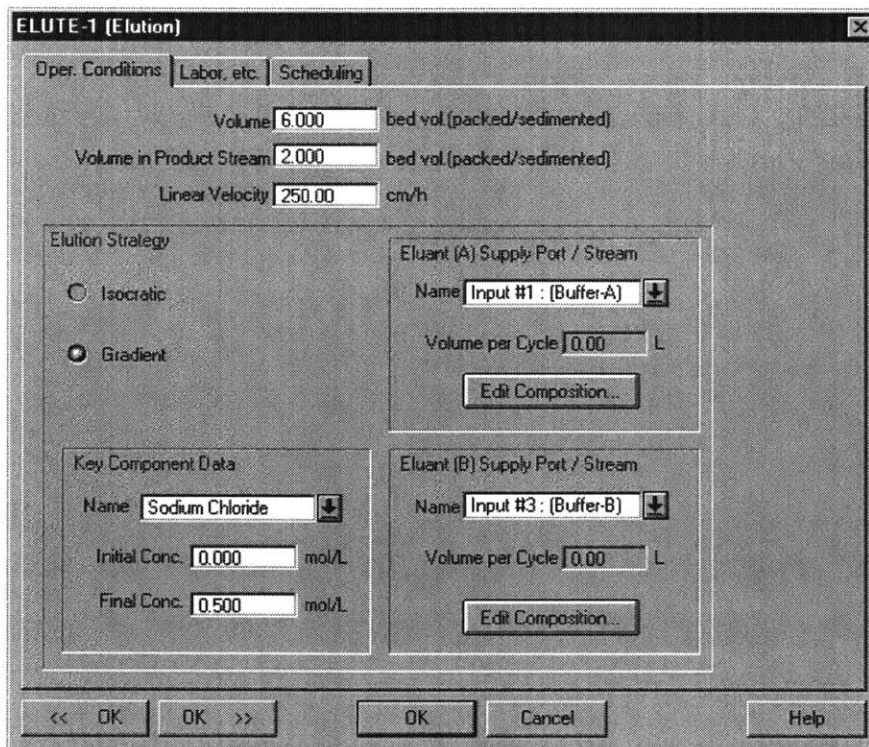 ELUTE-1 (Elution)
Oper. Conditions Labor, etc. Scheduling
Volume 6.000 bed vol.(packed/sedimented)
Volume in Product Stream 2.000 bed vol.(packed/sedimented)
Linear Velocity 250.00 cm/h
Elution Strategy
Isocratic
Gradient
Eluant (A) Supply Port / Stream
Name Input #1 : (Buffer-A)
Volume per Cycle 0.00 L
Edit Composition...
Key Component Data
Name Sodium Chloride
Initial Conc. 0.000 mol/L
Final Conc. 0.500 mol/L
Eluant (B) Supply Port / Stream
Name Input #3 : (Buffer-B)
Volume per Cycle 0.00 L
Edit Composition...
<< OK OK >> OK Cancel Help